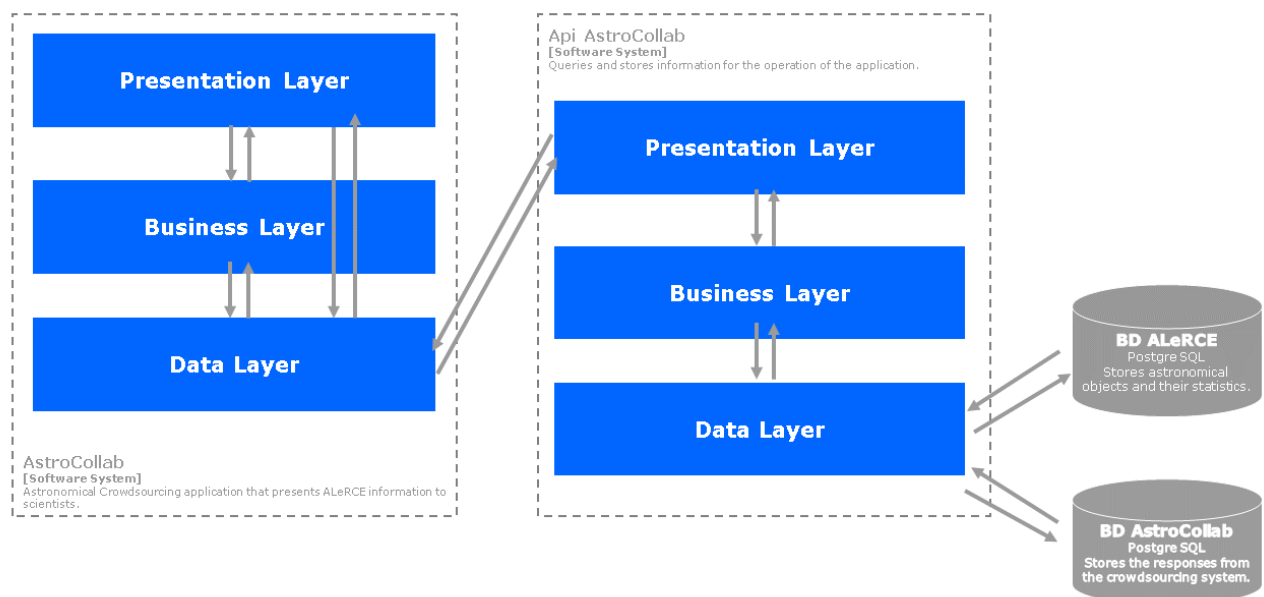 Presentation Layer
Business Layer
Data Layer
AstroCollab
[Software System]
Astronomical Crowdsourcing application that presents ALeRCE information to
scientists.
Api AstroCollab
[Software System]
Queries and stores information for the operation of the application.
Presentation Layer
Business Layer
Data Layer
BD ALeRCE
Postgre SQL
Stores astronomical
objects and their statistics.
BD AstroCollab
Postgre SQL
Stores the responses from
the crowdsourcing system.